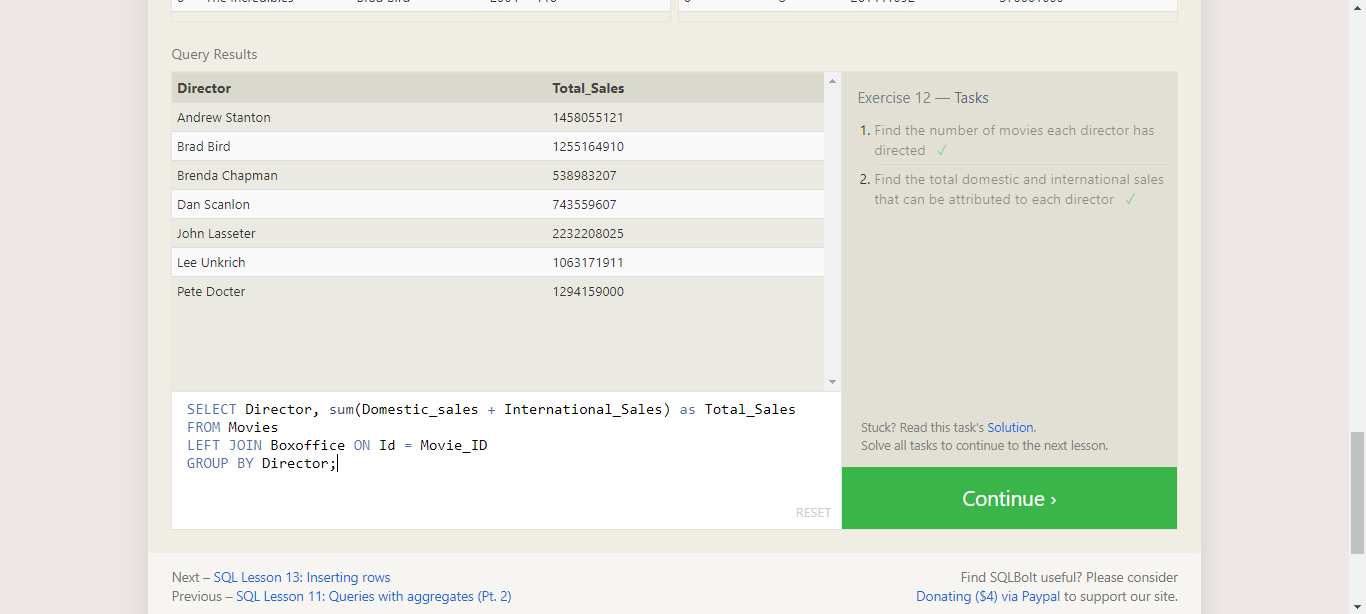 Query Results
Director Total_Sales
Andrew Stanton 1458055121
Brad Bird 1255164910
Brenda Chapman 538983207
Dan Scanlon 743559607
John Lasseter 2232208025
Lee Unkrich 1063171911
Pete Docter 1294159000
Exercise 12 — Tasks
1. Find the number of movies each director has
directed ✓
2. Find the total domestic and international sales
that can be attributed to each director ✓
Stuck? Read this task's Solution.
Solve all tasks to continue to the next lesson.
SELECT Director, sum(Domestic_sales + International_Sales) as Total_Sales
FROM Movies
LEFT JOIN Boxoffice ON Id = Movie_ID
GROUP BY Director;
RESET
Continue ›
Next – SQL Lesson 13: Inserting rows
Previous – SQL Lesson 11: Queries with aggregates (Pt. 2)
Find SQLBolt useful? Please consider
Donating ($4) via Paypal to support our site.